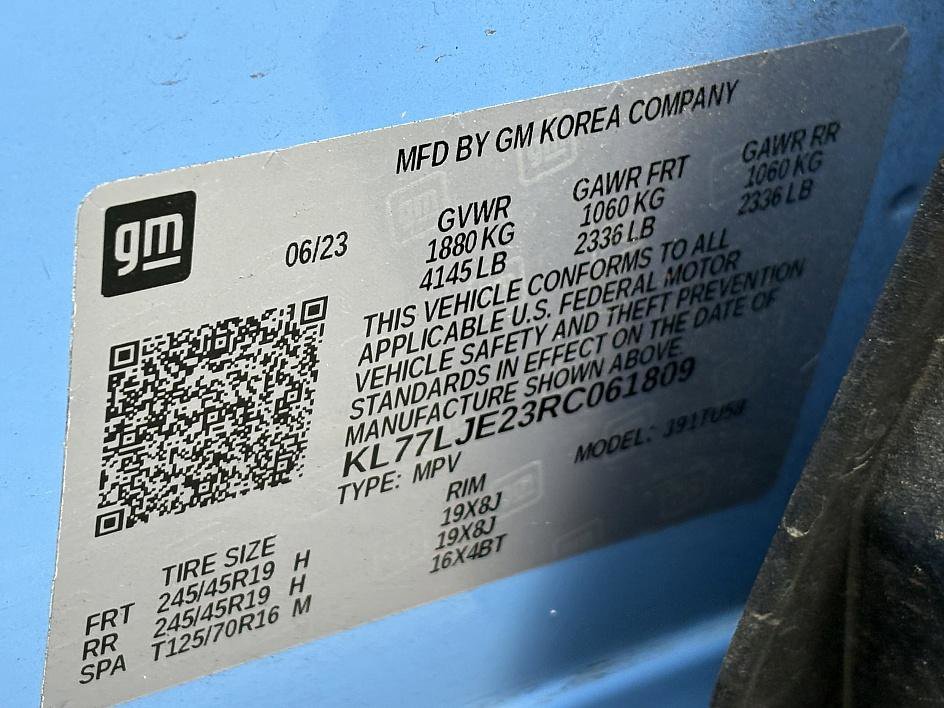 MFD BY GM KOREA COMPANY
gm
06/23
GVWR GAWR FRT GAWR RR
1880 KG 1060 KG 1060 KG
4145 LB 2336 LB 2336 LB
THIS VEHICLE CONFORMS TO ALL
APPLICABLE U.S. FEDERAL MOTOR
VEHICLE SAFETY AND THEFT PREVENTION
STANDARDS IN EFFECT ON THE DATE OF
MANUFACTURE SHOWN ABOVE.
KL77LJE23RC061809
TYPE: MPV MODEL: 391TU58
TIRE SIZE RIM
FRT 245/45R19 H 19X8J
RR 245/45R19 H 19X8J
SPA T125/70R16 M 16X4BT